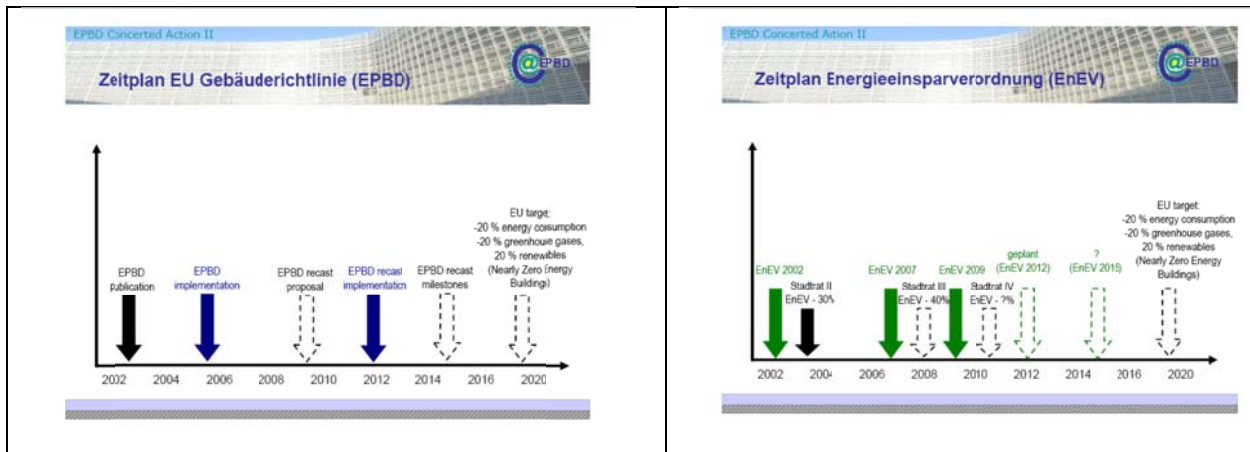 EPBD Concerted Action II
@EPBD
Zeitplan EU Gebäuderichtlinie (EPBD)
EU target:
-20 % energy consumption
-20 % greenhouse gases,
20 % renewables
(Nearly Zero Energy
Buildings)
EPBD
publication
EPBD
implementation
EPBD recast
proposal
EPBD recast
implementation
EPBD recast
milestones
2002 2004 2006 2008 2010 2012 2014 2016 2020
EPBD Concerted Action II
@EPBD
Zeitplan Energieeinsparverordnung (EnEV)
EU target:
-20 % energy consumption
-20 % greenhouse gases,
20 % renewables
(Nearly Zero Energy
Buildings)
EnEV 2002
Stadtrat II
EnEV - 30%
EnEV 2007
Stadtrat III
EnEV - 40%
EnEV 2009
Stadtrat IV
EnEV - ?%
geplant
(EnEV 2012)
?
(EnEV 2015)
2002 2004 2006 2008 2010 2012 2014 2016 2020